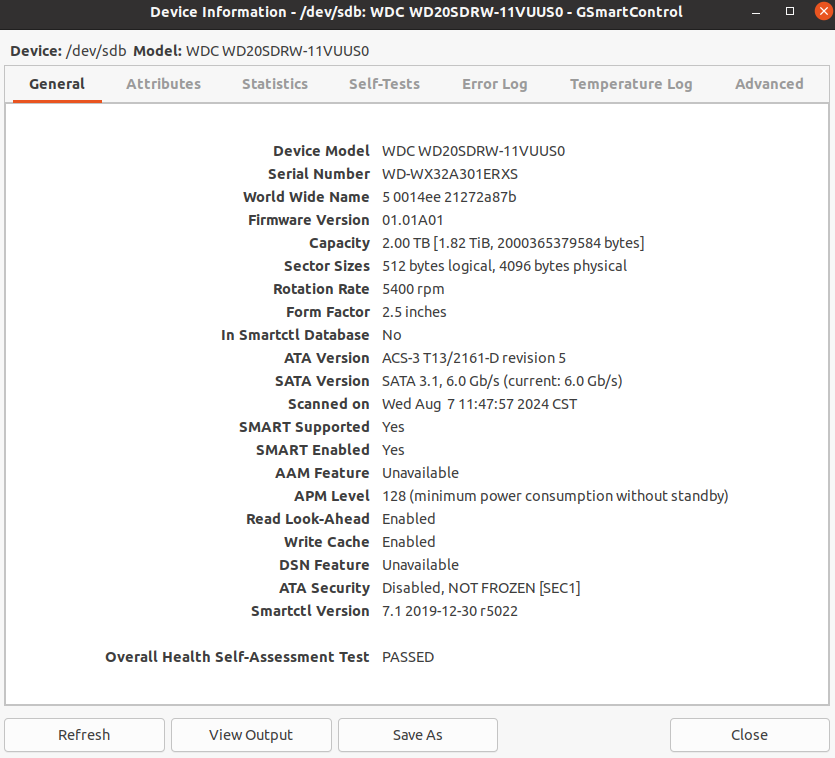 Device Information - /dev/sdb: WDC WD20SDRW-11VUUS0 - GSmartControl
Device: /dev/sdb Model: WDC WD20SDRW-11VUUS0
General Attributes Statistics Self-Tests Error Log Temperature Log Advanced
Device Model WDC WD20SDRW-11VUUS0
Serial Number WD-WX32A301ERXS
World Wide Name 5 0014ee 21272a87b
Firmware Version 01.01A01
Capacity 2.00 TB [1.82 TiB, 2000365379584 bytes]
Sector Sizes 512 bytes logical, 4096 bytes physical
Rotation Rate 5400 rpm
Form Factor 2.5 inches
In Smartctl Database No
ATA Version ACS-3 T13/2161-D revision 5
SATA Version SATA 3.1, 6.0 Gb/s (current: 6.0 Gb/s)
Scanned on Wed Aug  7 11:47:57 2024 CST
SMART Supported Yes
SMART Enabled Yes
AAM Feature Unavailable
APM Level 128 (minimum power consumption without standby)
Read Look-Ahead Enabled
Write Cache Enabled
DSN Feature Unavailable
ATA Security Disabled, NOT FROZEN [SEC1]
Smartctl Version 7.1 2019-12-30 r5022
Overall Health Self-Assessment Test PASSED
Refresh View Output Save As Close